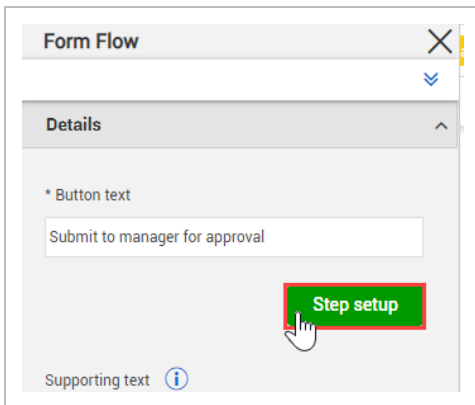 Form Flow
Details
* Button text
Submit to manager for approval
Step setup
Supporting text